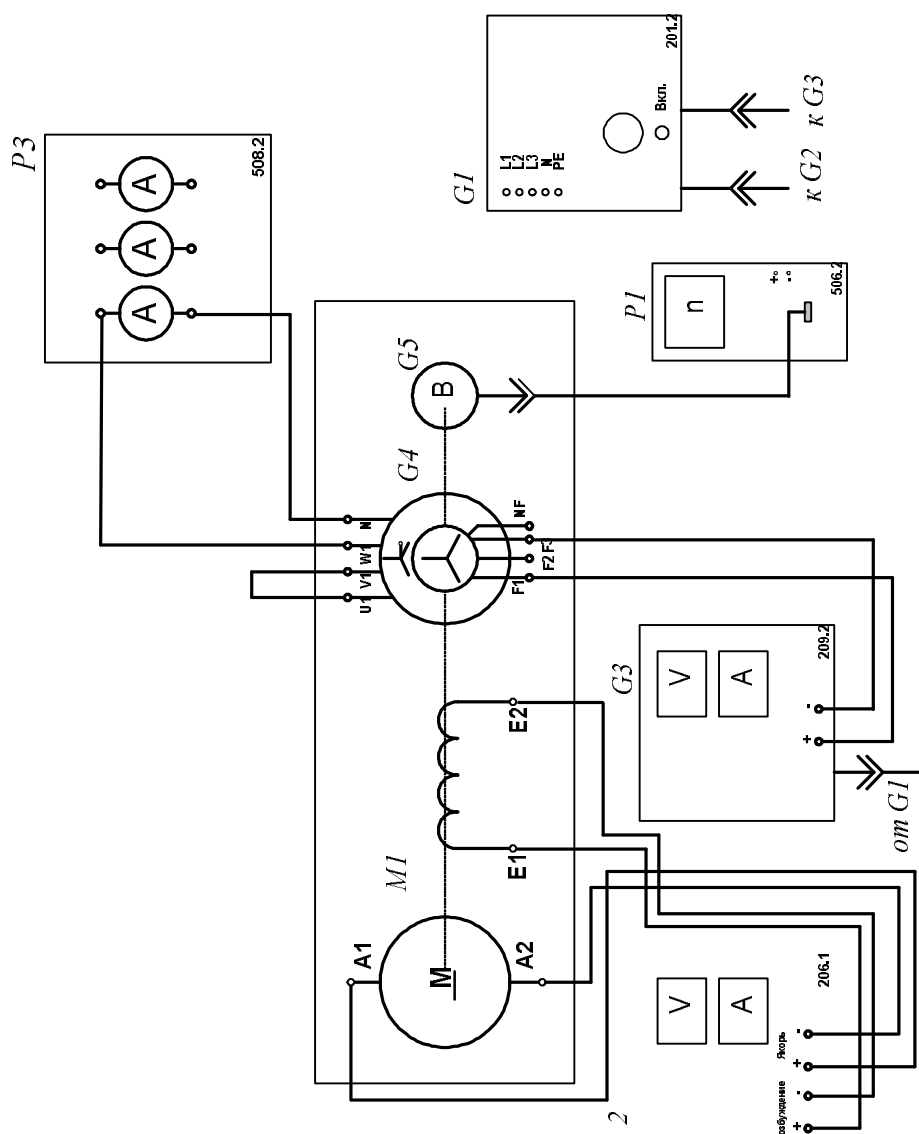 P3
A A A
508.2
G1
L1
L2
L3
N
PE
Вкл.
201.2
к G2
к G3
P1
n
+
-
506.2
G5
B
G4
U1 V1 W1 N
F1 F2 F3 NF
M1
M
A1
A2
E1
E2
G3
V
A
+ -
209.2
от G1
2
V
A
206.1
озбуждение
Якорь
+ - + -